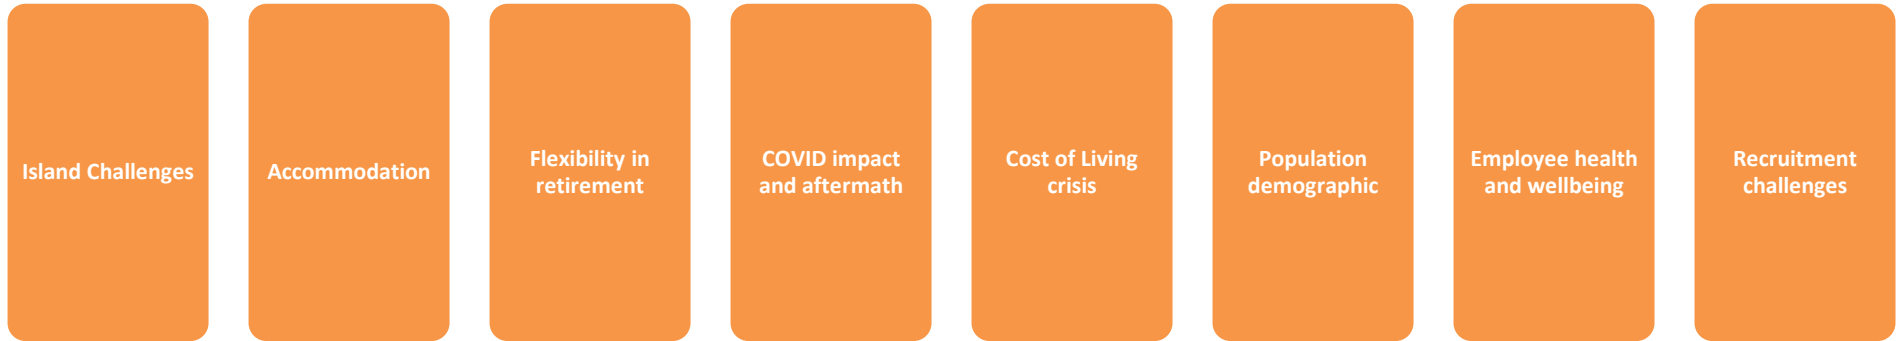 Island Challenges
Accommodation
Flexibility in
retirement
COVID impact
and aftermath
Cost of Living
crisis
Population
demographic
Employee health
and wellbeing
Recruitment
challenges